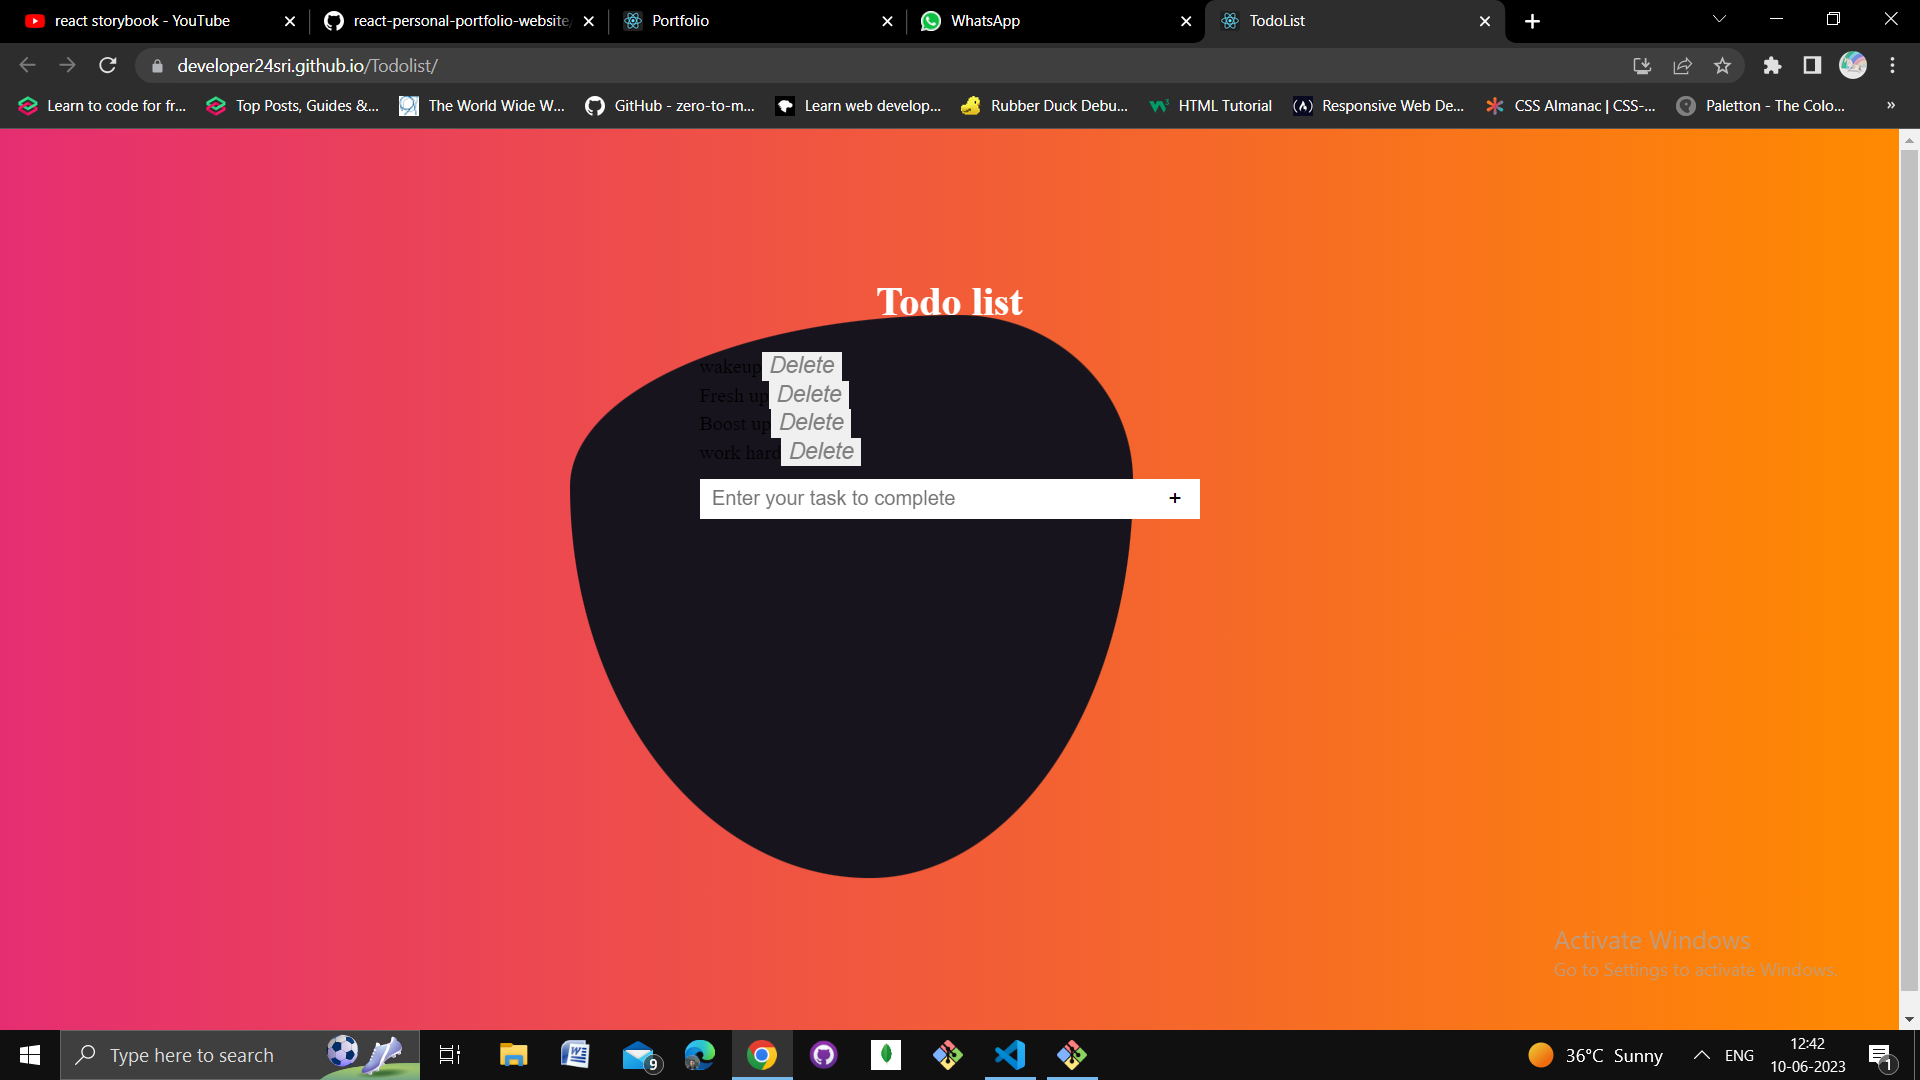 react storybook - YouTube
react-personal-portfolio-website/
Portfolio
WhatsApp
TodoList
developer24sri.github.io/Todolist/
Learn to code for fr...
Top Posts, Guides &...
The World Wide W...
GitHub - zero-to-m...
Learn web develop...
Rubber Duck Debu...
HTML Tutorial
Responsive Web De...
CSS Almanac | CSS-...
Paletton - The Colo...
»
Todo list
wakeup Delete
Fresh up Delete
Boost up Delete
work hard Delete
Enter your task to complete +
Activate Windows
Go to Settings to activate Windows.
Type here to search
9
36°C Sunny
ENG
12:42
10-06-2023
1